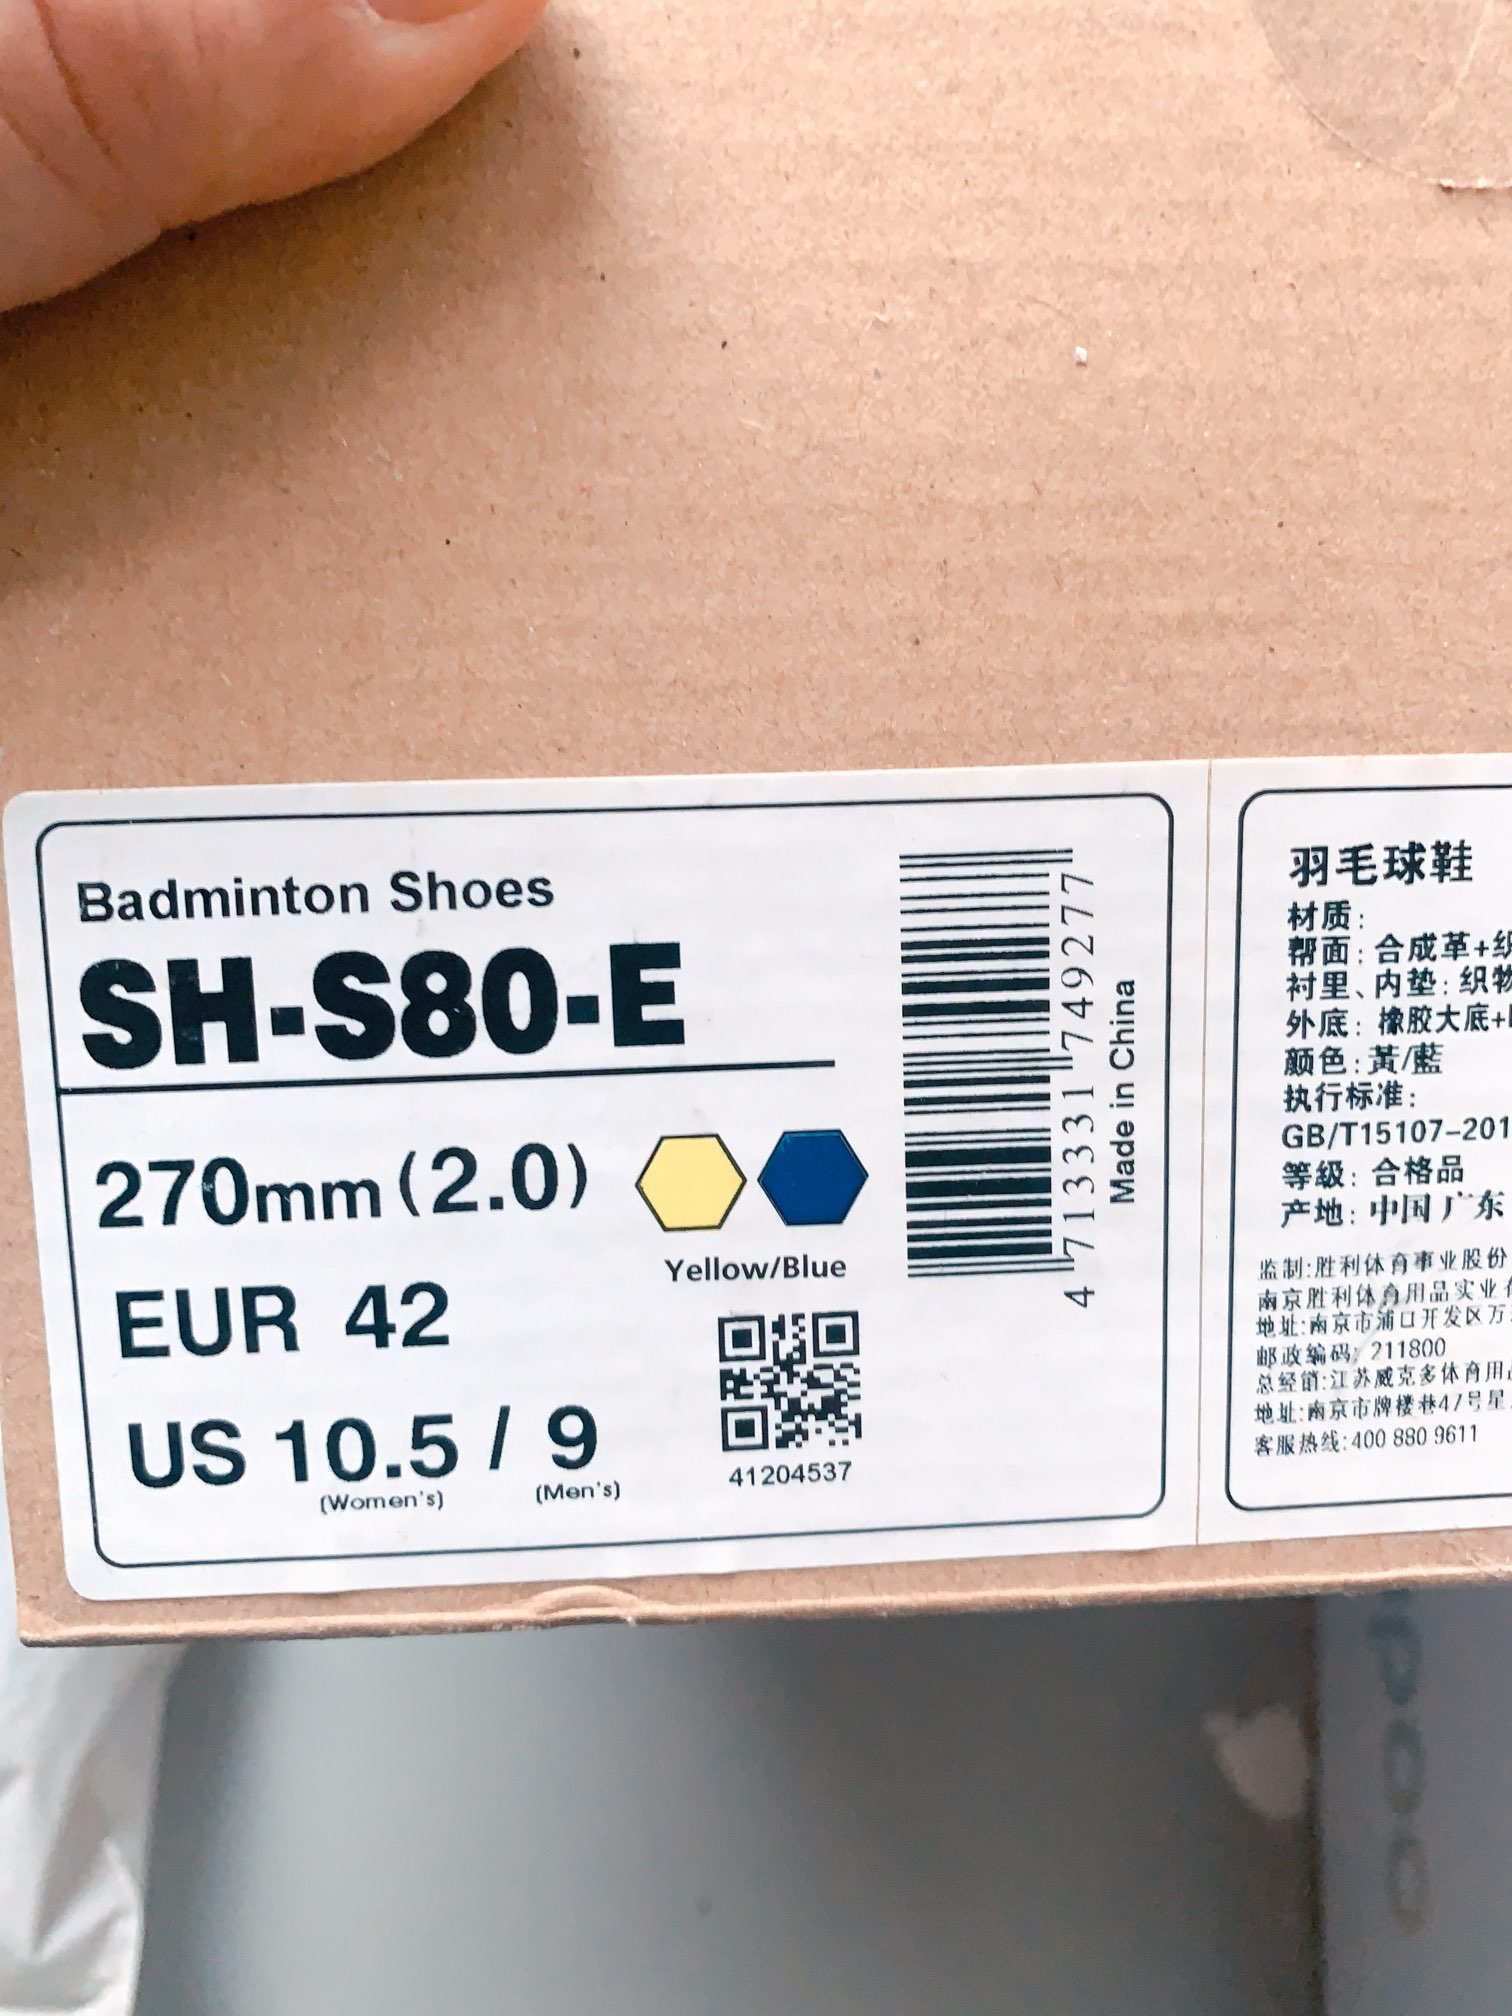 Badminton Shoes
SH-S80-E
270mm (2.0)
Yellow/Blue
EUR 42
US 10.5 / 9
(Women's) (Men's)
41204537
4 713331 749277
Made in China
羽毛球鞋
材质:
帮面: 合成革+织
衬里、内垫: 织物
外底: 橡胶大底+
颜色: 黃/藍
执行标准:
GB/T15107-201
等级: 合格品
产地: 中国广东
监制:胜利体育事业股份
南京胜利体育用品实业
地址:南京市浦口开发区万
邮政编码: 211800
总经销:江苏威克多体育用品
地址:南京市牌楼巷47号星
客服热线:400 880 9611